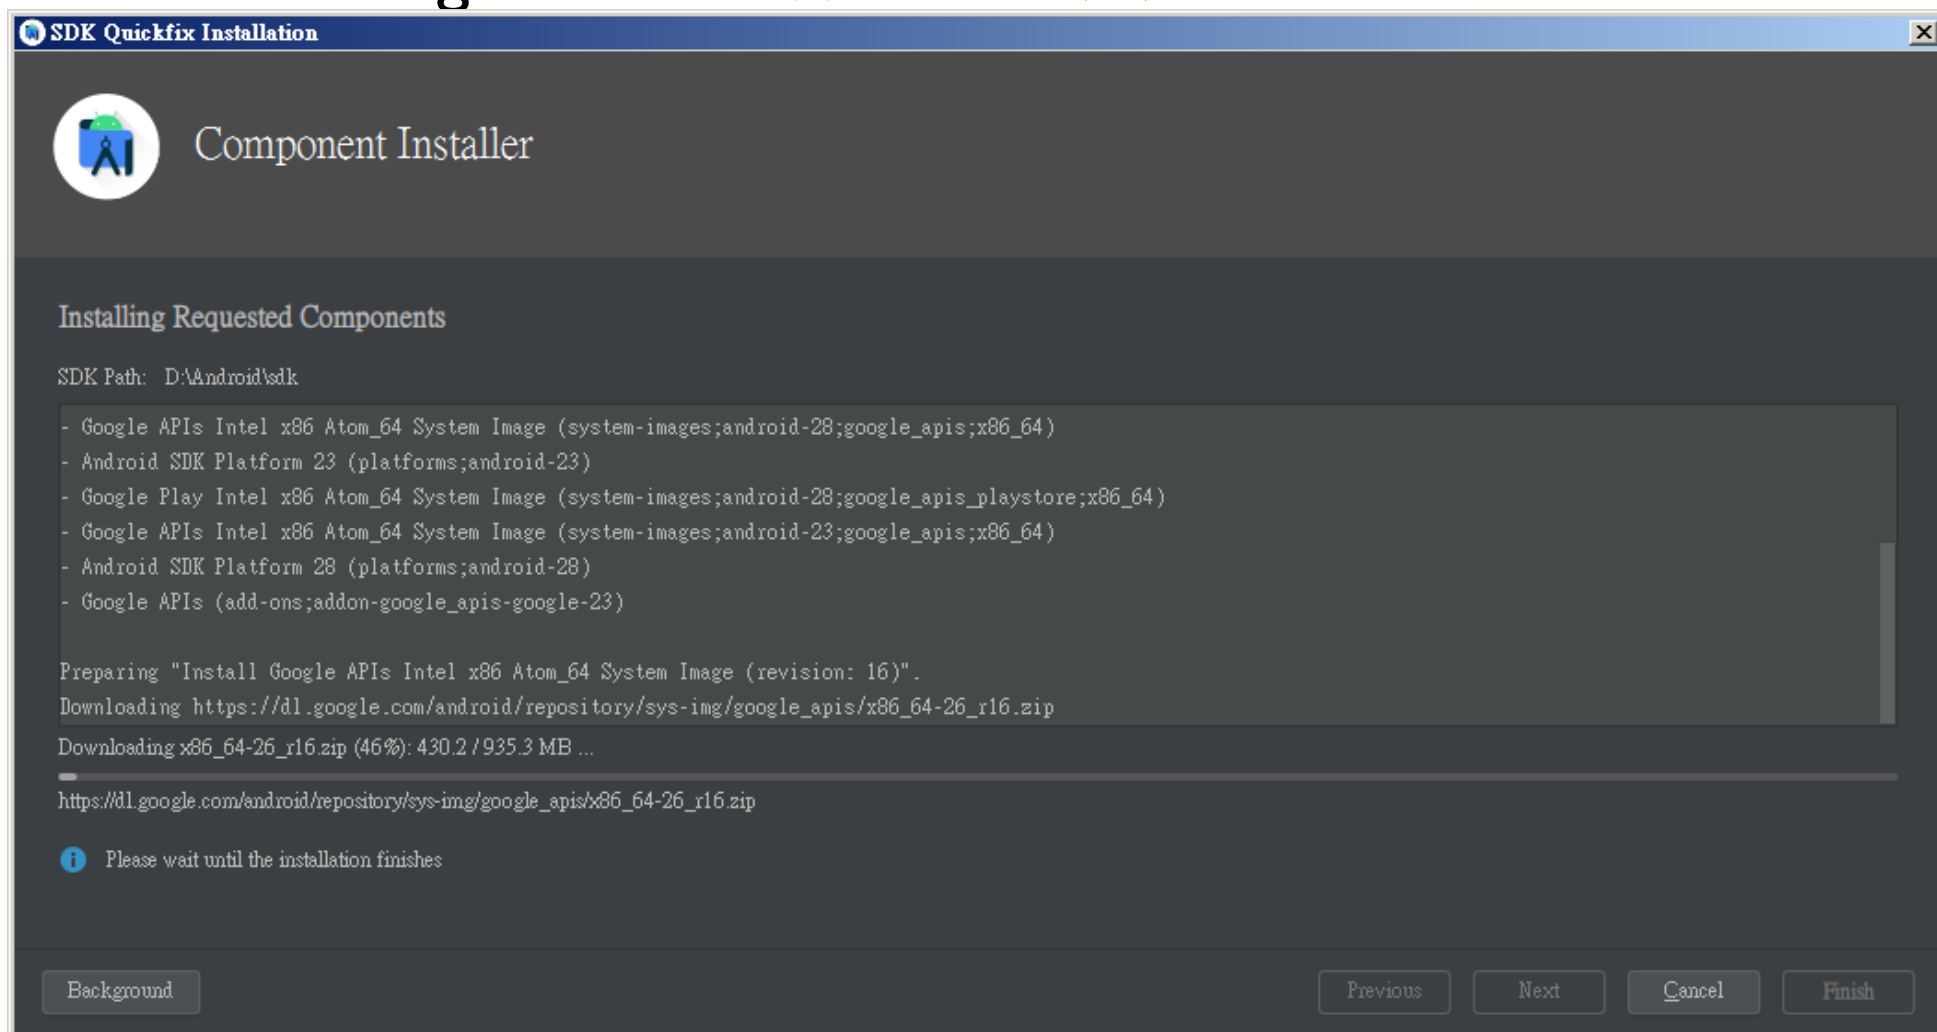 SDK Quickfix Installation
Component Installer
Installing Requested Components
SDK Path: D:\Android\sdk
- Google APIs Intel x86 Atom_64 System Image (system-images;android-28;google_apis;x86_64)
- Android SDK Platform 23 (platforms;android-23)
- Google Play Intel x86 Atom_64 System Image (system-images;android-28;google_apis_playstore;x86_64)
- Google APIs Intel x86 Atom_64 System Image (system-images;android-23;google_apis;x86_64)
- Android SDK Platform 28 (platforms;android-28)
- Google APIs (add-ons;addon-google_apis-google-23)
Preparing "Install Google APIs Intel x86 Atom_64 System Image (revision: 16)".
Downloading https://dl.google.com/android/repository/sys-img/google_apis/x86_64-26_r16.zip
Downloading x86_64-26_r16.zip (46%): 430.2 / 935.3 MB ...
https://dl.google.com/android/repository/sys-img/google_apis/x86_64-26_r16.zip
Please wait until the installation finishes
Background
Previous
Next
Cancel
Finish